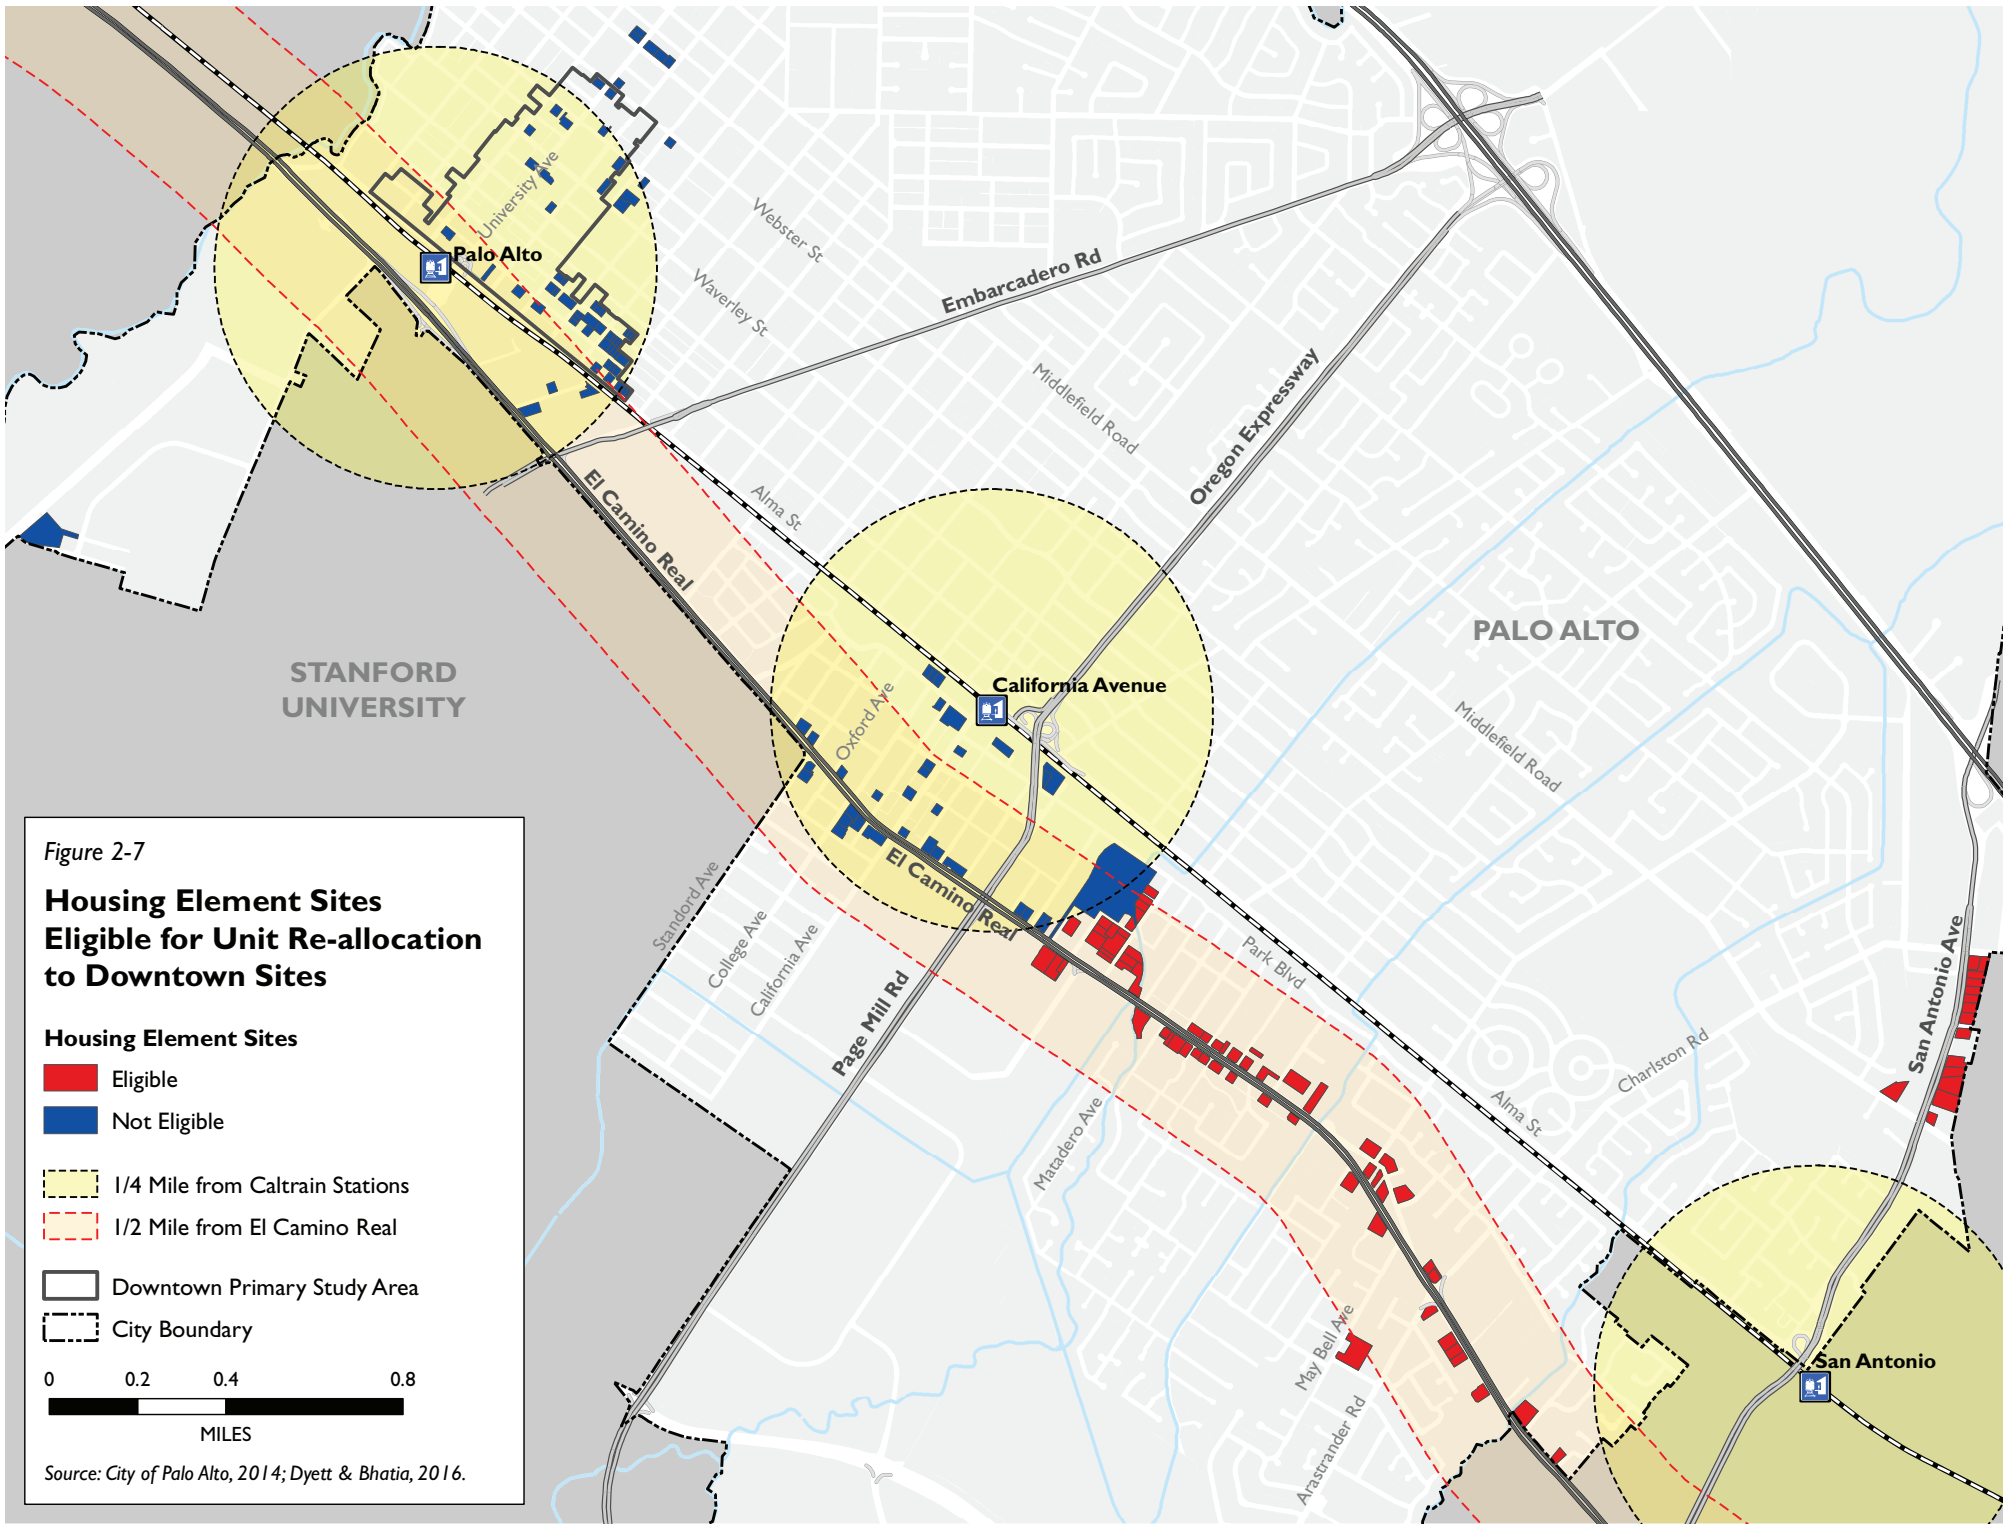 University Ave
Palo Alto
Webster St
Waverley St
Embarcadero Rd
Middlefield Road
Oregon Expressway
El Camino Real
Alma St
PALO ALTO
STANFORD
UNIVERSITY
California Avenue
Oxford Ave
Middlefield Road
El Camino Real
Standord Ave
College Ave
California Ave
Page Mill Rd
Park Blvd
San Antonio Ave
Charlston Rd
Alma St
Matadero Ave
May Bell Ave
Arastrander Rd
San Antonio
Figure 2-7
Housing Element Sites
Eligible for Unit Re-allocation
to Downtown Sites
Housing Element Sites
Eligible
Not Eligible
1/4 Mile from Caltrain Stations
1/2 Mile from El Camino Real
Downtown Primary Study Area
City Boundary
0 0.2 0.4 0.8
MILES
Source: City of Palo Alto, 2014; Dyett & Bhatia, 2016.